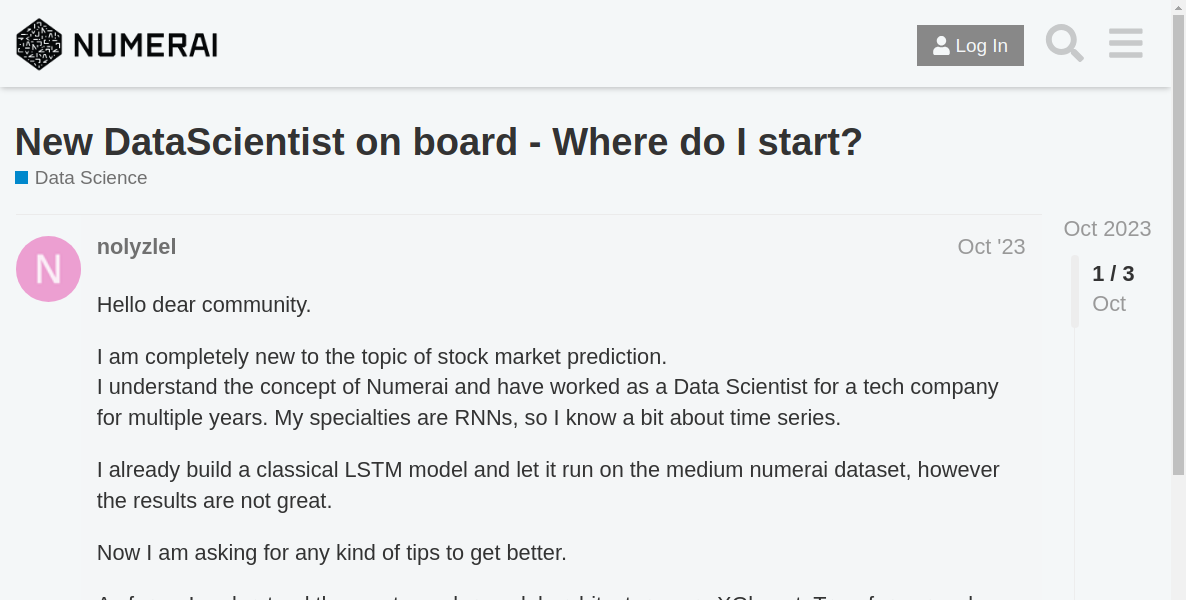 NUMERAI
Log In
New DataScientist on board - Where do I start?
Data Science
Oct 2023
N
nolyzlel
Oct '23
1 / 3
Oct
Hello dear community.
I am completely new to the topic of stock market prediction.
I understand the concept of Numerai and have worked as a Data Scientist for a tech company
for multiple years. My specialties are RNNs, so I know a bit about time series.
I already build a classical LSTM model and let it run on the medium numerai dataset, however
the results are not great.
Now I am asking for any kind of tips to get better.